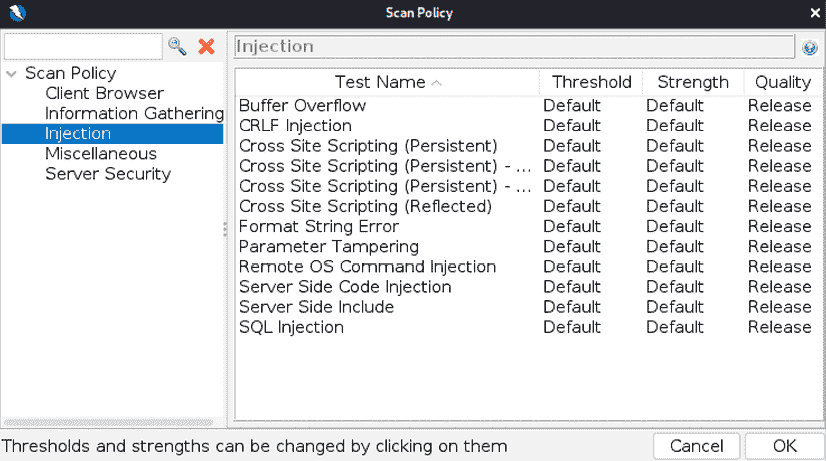 Scan Policy
Injection
Scan Policy
Client Browser
Information Gathering
Injection
Miscellaneous
Server Security
Test Name Threshold Strength Quality
Buffer Overflow Default Default Release
CRLF Injection Default Default Release
Cross Site Scripting (Persistent) Default Default Release
Cross Site Scripting (Persistent) - ... Default Default Release
Cross Site Scripting (Persistent) - ... Default Default Release
Cross Site Scripting (Reflected) Default Default Release
Format String Error Default Default Release
Parameter Tampering Default Default Release
Remote OS Command Injection Default Default Release
Server Side Code Injection Default Default Release
Server Side Include Default Default Release
SQL Injection Default Default Release
Thresholds and strengths can be changed by clicking on them
Cancel OK